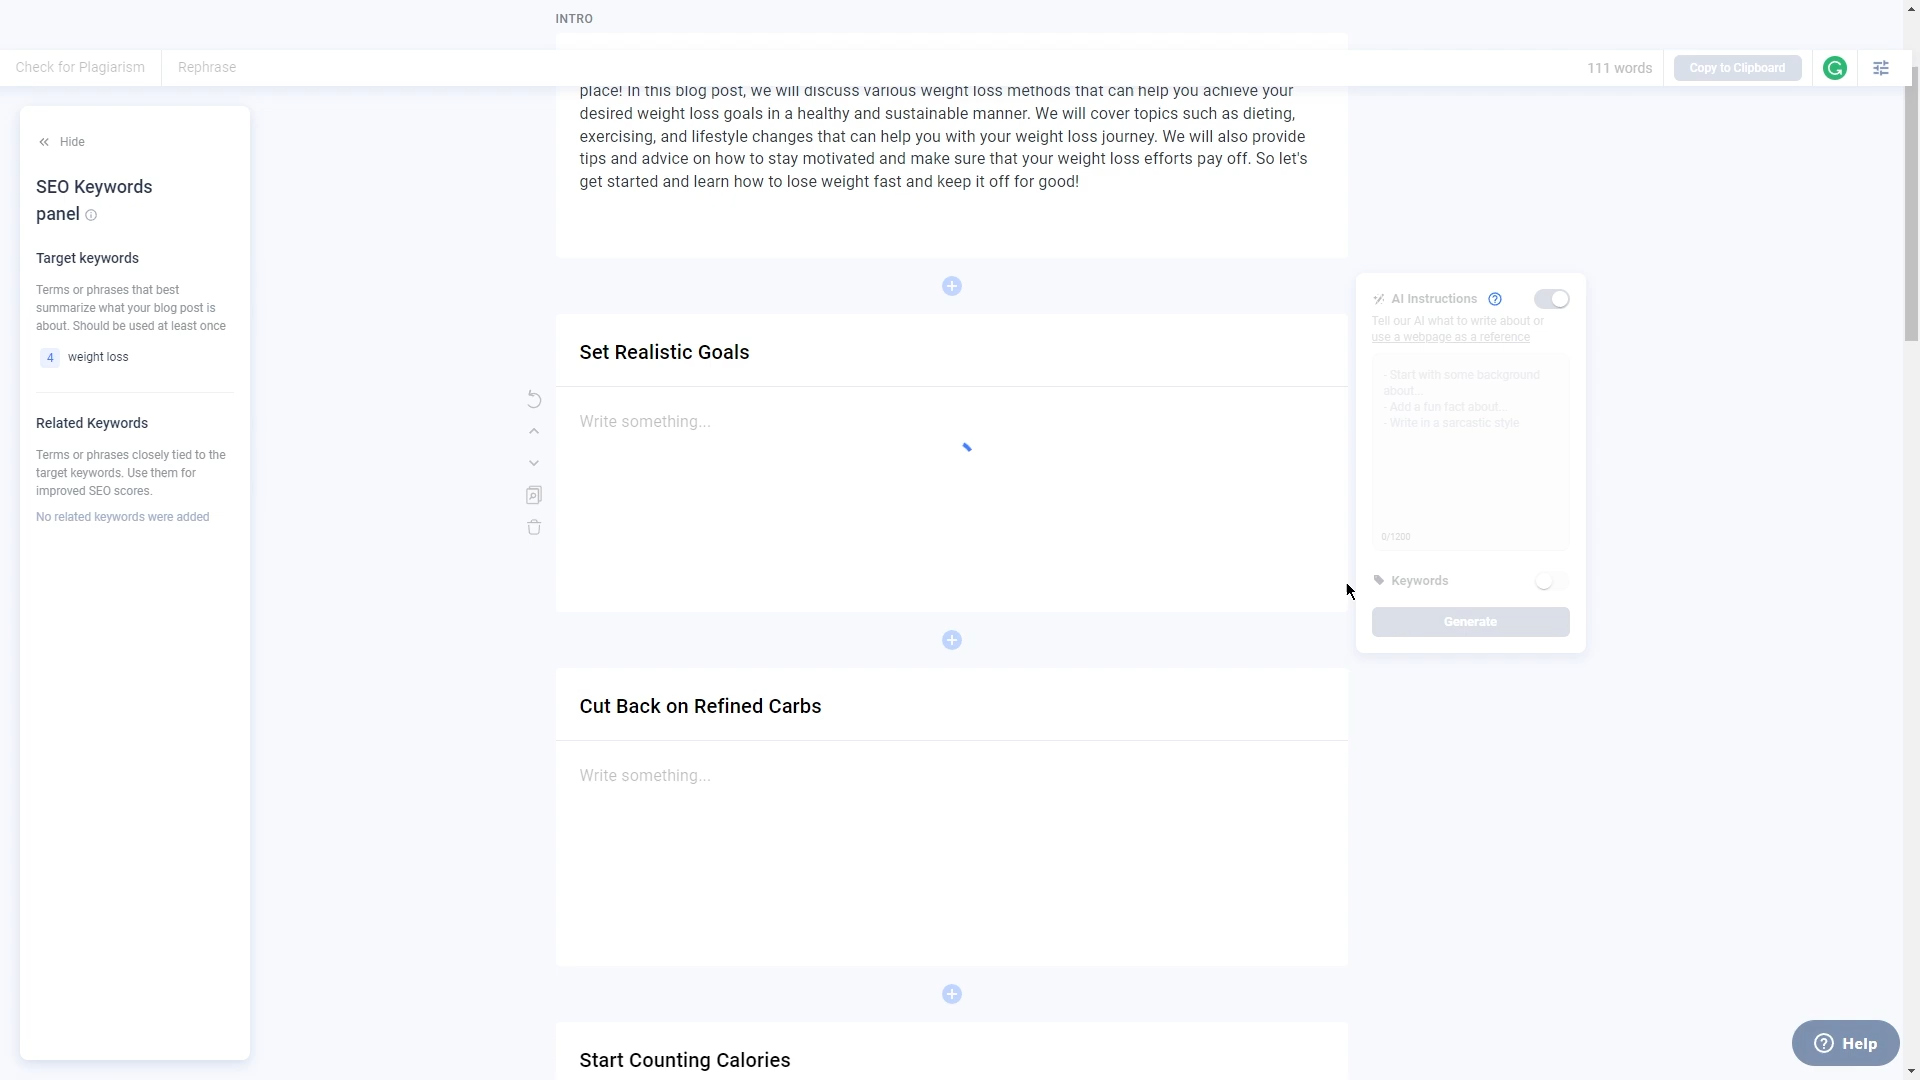 INTRO
Check for Plagiarism
Rephrase
111 words
Copy to Clipboard
place! In this blog post, we will discuss various weight loss methods that can help you achieve your
desired weight loss goals in a healthy and sustainable manner. We will cover topics such as dieting,
exercising, and lifestyle changes that can help you with your weight loss journey. We will also provide
tips and advice on how to stay motivated and make sure that your weight loss efforts pay off. So let's
get started and learn how to lose weight fast and keep it off for good!
Hide
SEO Keywords
panel
Target keywords
Terms or phrases that best
summarize what your blog post is
about. Should be used at least once
4 weight loss
Related Keywords
Terms or phrases closely tied to the
target keywords. Use them for
improved SEO scores.
No related keywords were added
Set Realistic Goals
Write something...
AI Instructions
Tell our AI what to write about or
use a webpage as a reference
- Start with some background
about...
- Add a fun fact about...
- Write in a sarcastic style
0/1200
Keywords
Generate
Cut Back on Refined Carbs
Write something...
Start Counting Calories
Help